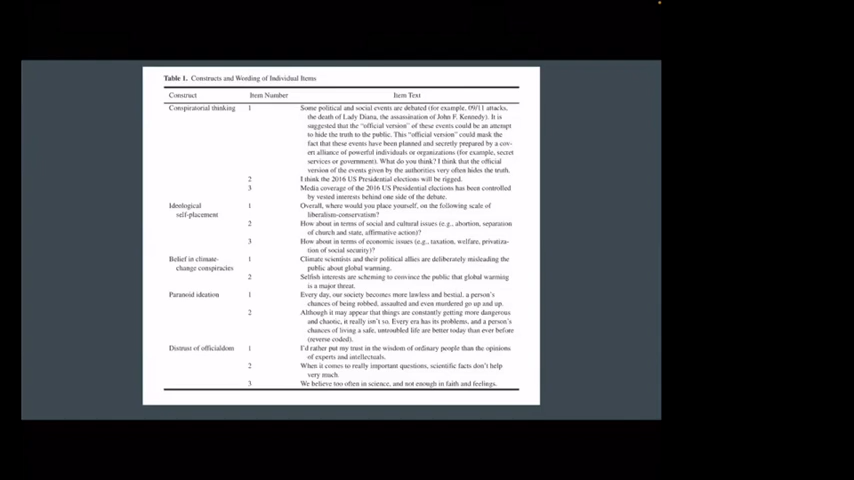 Table 1. Constructs and Wording of Individual Items
Construct Item Number Item Text
Conspiratorial thinking 1 Some political and social events are debated (for example, 09/11 attacks,
the death of Lady Diana, the assassination of John F. Kennedy). It is
suggested that the "official version" of these events could be an attempt
to hide the truth to the public. This "official version" could mask the
fact that these events have been planned and secretly prepared by a cov-
ert alliance of powerful individuals or organizations (for example, secret
services or government). What do you think? I think that the official
version of the events given by the authorities very often hides the truth.
2 I think the 2016 US Presidential elections will be rigged.
3 Media coverage of the 2016 US Presidential elections has been controlled
by vested interests behind one side of the debate.
Ideological 1 Overall, where would you place yourself, on the following scale of
self-placement liberalism-conservatism?
2 How about in terms of social and cultural issues (e.g., abortion, separation
of church and state, affirmative action)?
3 How about in terms of economic issues (e.g., taxation, welfare, privatiza-
tion of social security)?
Belief in climate- 1 Climate scientists and their political allies are deliberately misleading the
change conspiracies public about global warming.
2 Selfish interests are scheming to convince the public that global warming
is a major threat.
Paranoid ideation 1 Every day, our society becomes more lawless and bestial, a person's
chances of being robbed, assaulted and even murdered go up and up.
2 Although it may appear that things are constantly getting more dangerous
and chaotic, it really isn't so. Every era has its problems, and a person's
chances of living a safe, untroubled life are better today than ever before
(reverse coded).
Distrust of officialdom 1 I'd rather put my trust in the wisdom of ordinary people than the opinions
of experts and intellectuals.
2 When it comes to really important questions, scientific facts don't help
very much.
3 We believe too often in science, and not enough in faith and feelings.